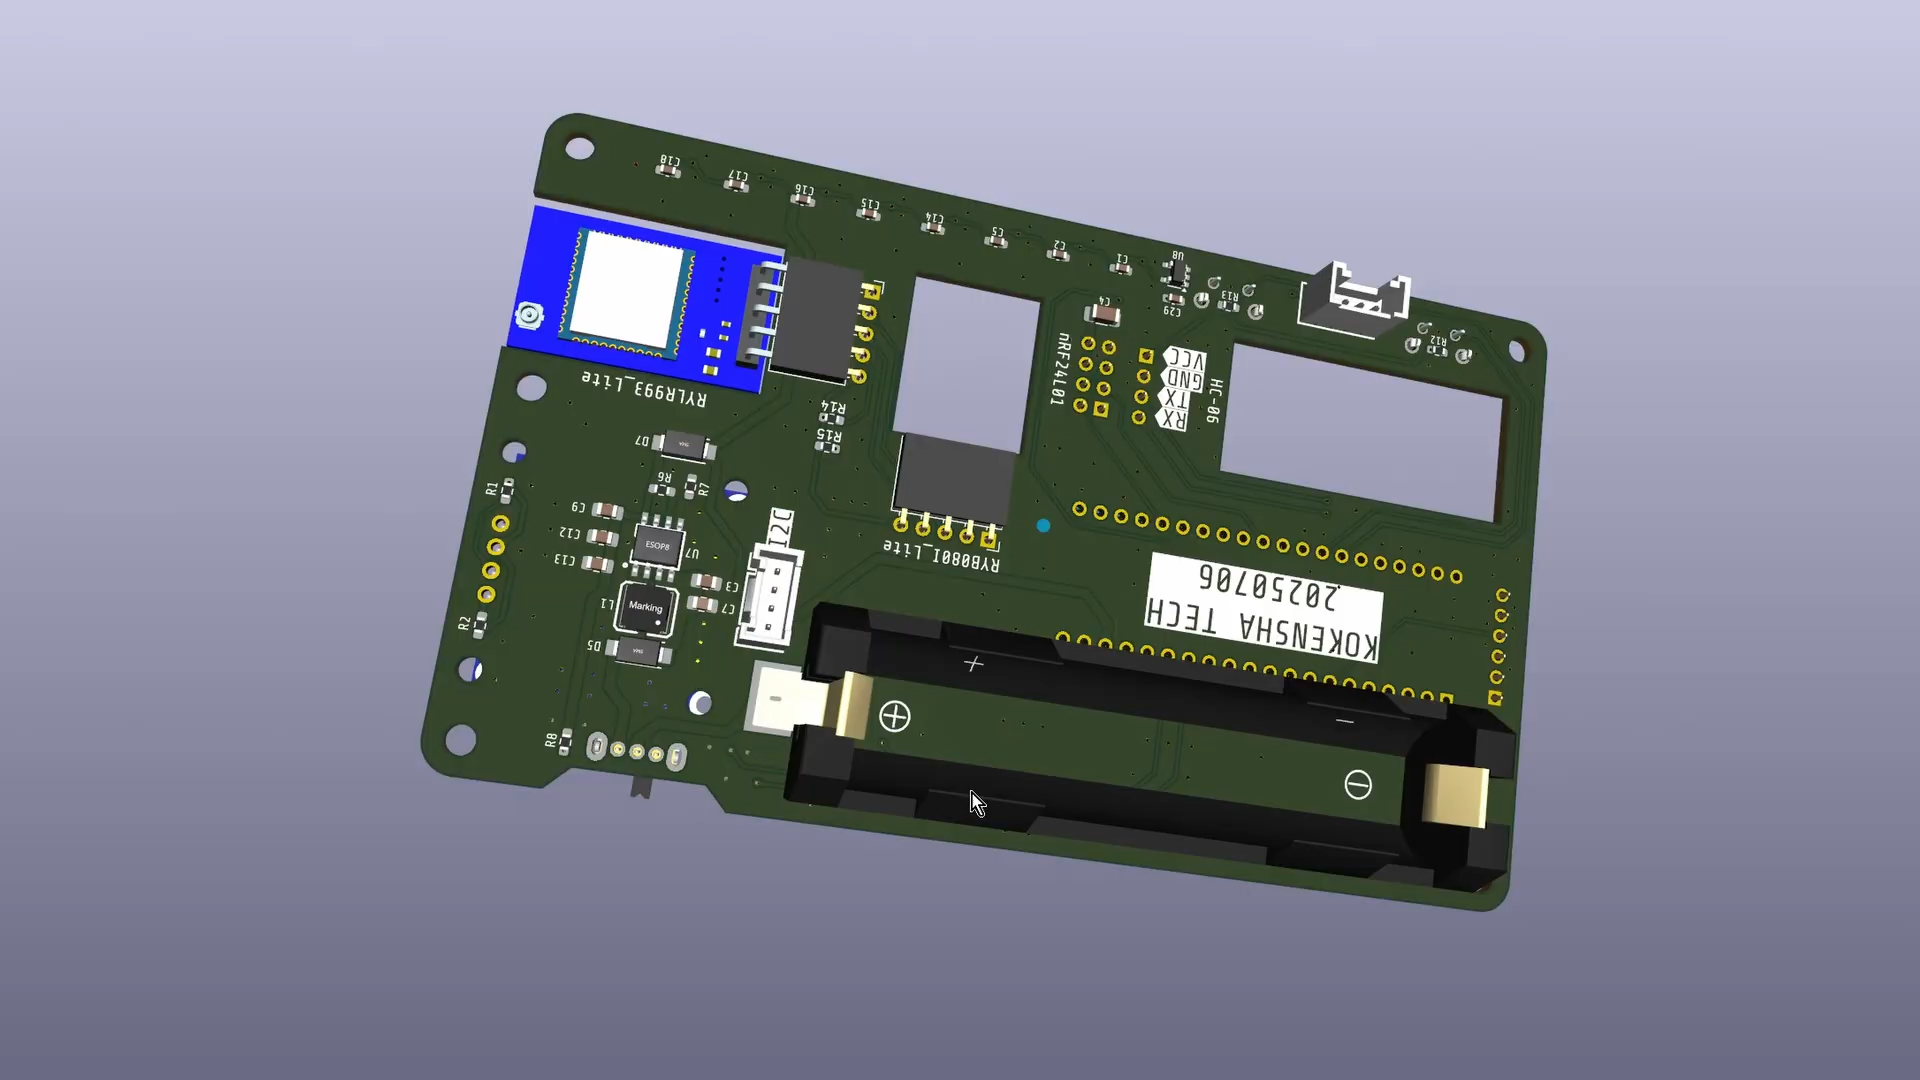 C18
C17
C16
C15
C14
C5
C2
C1
U8
C4
C29
R13
R12
nRF24L01
VCC
GND
TX
RX
HC-06
RYLR993_Lite
R14
R15
D7
R6
R7
R1
C9
C12
C13
ESOP8
U7
I2C
RYB080I_Lite
C3
C7
L1
Marking
R2
D5
R8
KOKENSHA TECH
20250706
+
-
+
-